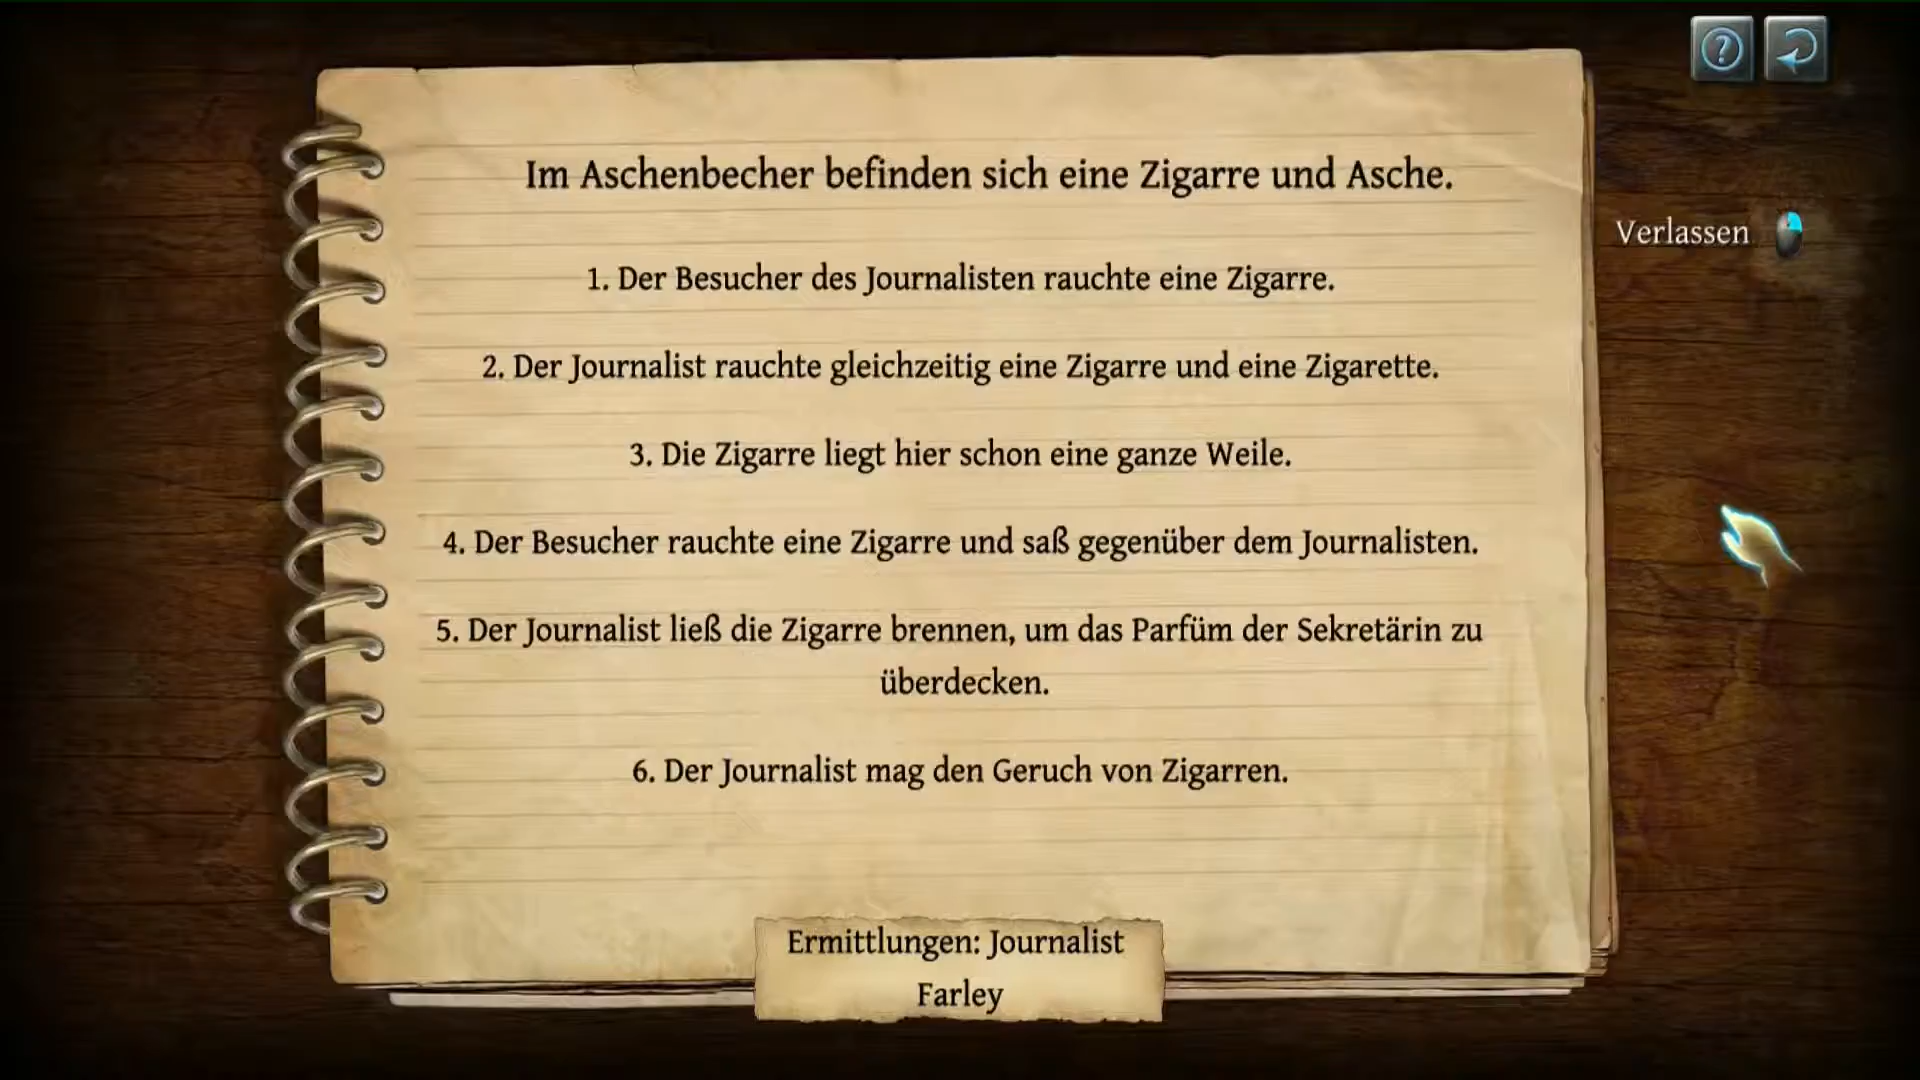 Im Aschenbecher befinden sich eine Zigarre und Asche.
Verlassen
1. Der Besucher des Journalisten rauchte eine Zigarre.
2. Der Journalist rauchte gleichzeitig eine Zigarre und eine Zigarette.
3. Die Zigarre liegt hier schon eine ganze Weile.
4. Der Besucher rauchte eine Zigarre und saß gegenüber dem Journalisten.
5. Der Journalist ließ die Zigarre brennen, um das Parfüm der Sekretärin zu
überdecken.
6. Der Journalist mag den Geruch von Zigarren.
Ermittlungen: Journalist
Farley